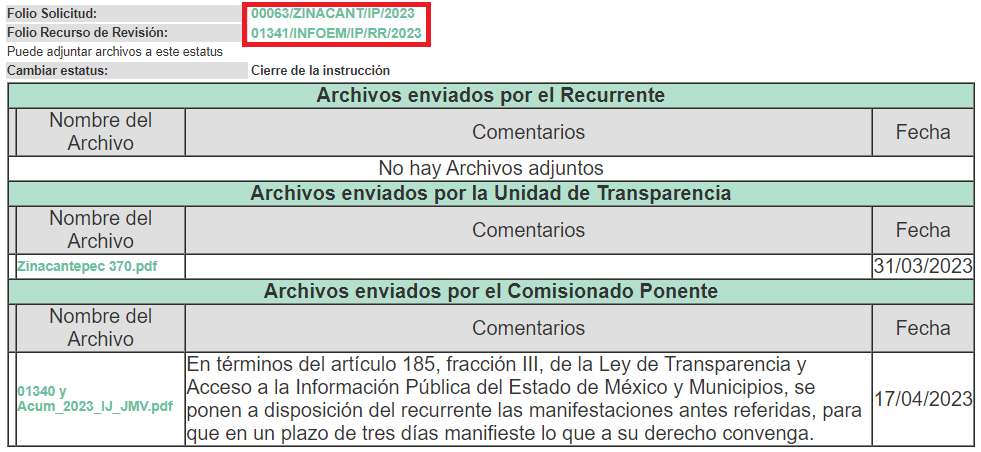 Folio Solicitud: 00063/ZINACANT/IP/2023
Folio Recurso de Revisión: 01341/INFOEM/IP/RR/2023
Puede adjuntar archivos a este estatus
Cambiar estatus: Cierre de la instrucción
Archivos enviados por el Recurrente
Nombre del
Archivo
Comentarios
Fecha
No hay Archivos adjuntos
Archivos enviados por la Unidad de Transparencia
Nombre del
Archivo
Comentarios
Fecha
Zinacantepec 370.pdf
31/03/2023
Archivos enviados por el Comisionado Ponente
Nombre del
Archivo
Comentarios
Fecha
01340 y
Acum_2023_IJ_JMV.pdf
En términos del artículo 185, fracción III, de la Ley de Transparencia y
Acceso a la Información Pública del Estado de México y Municipios, se
ponen a disposición del recurrente las manifestaciones antes referidas, para
que en un plazo de tres días manifieste lo que a su derecho convenga.
17/04/2023